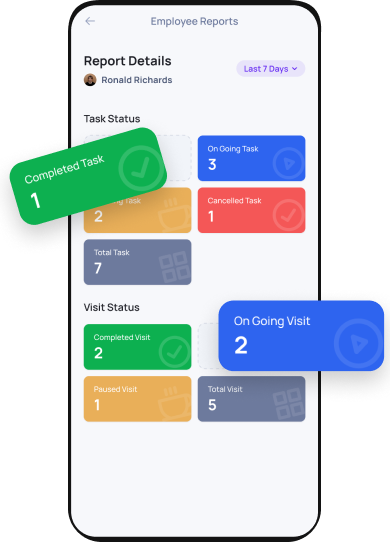 Employee Reports
Report Details
Last 7 Days
Ronald Richards
Task Status
Completed Task
1
On Going Task
3
Task
2
Cancelled Task
1
Total Task
7
Visit Status
Completed Visit
2
On Going Visit
2
Paused Visit
1
Total Visit
5